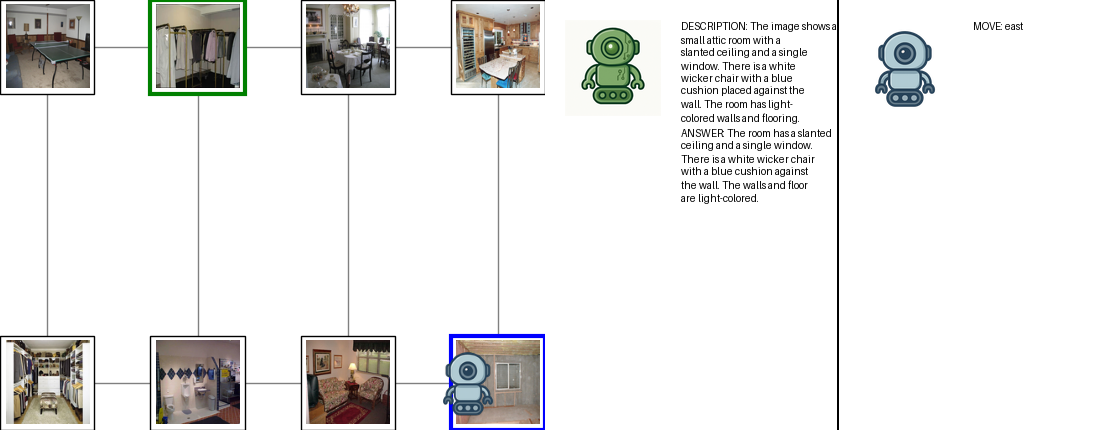 DESCRIPTION: The image shows a
small attic room with a
slanted ceiling and a single
window. There is a white
wicker chair with a blue
cushion placed against the
wall. The room has light-
colored walls and flooring.
ANSWER: The room has a slanted
ceiling and a single window.
There is a white wicker chair
with a blue cushion against
the wall. The walls and floor
are light-colored.
MOVE: east